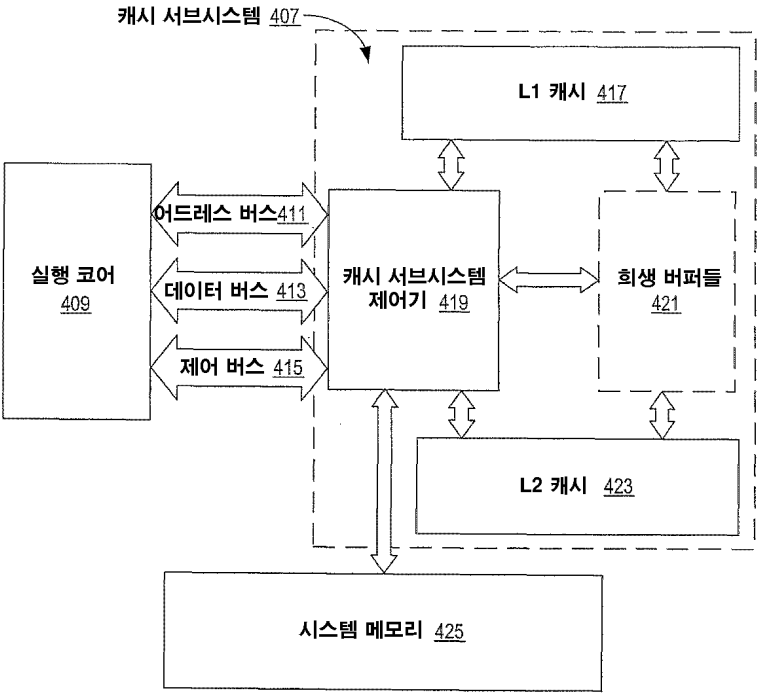 캐시 서브시스템 407
L1 캐시 417
어드레스 버스 411
실행 코어
409
데이터 버스 413
캐시 서브시스템
제어기 419
희생 버퍼들
421
제어 버스 415
L2 캐시 423
시스템 메모리 425